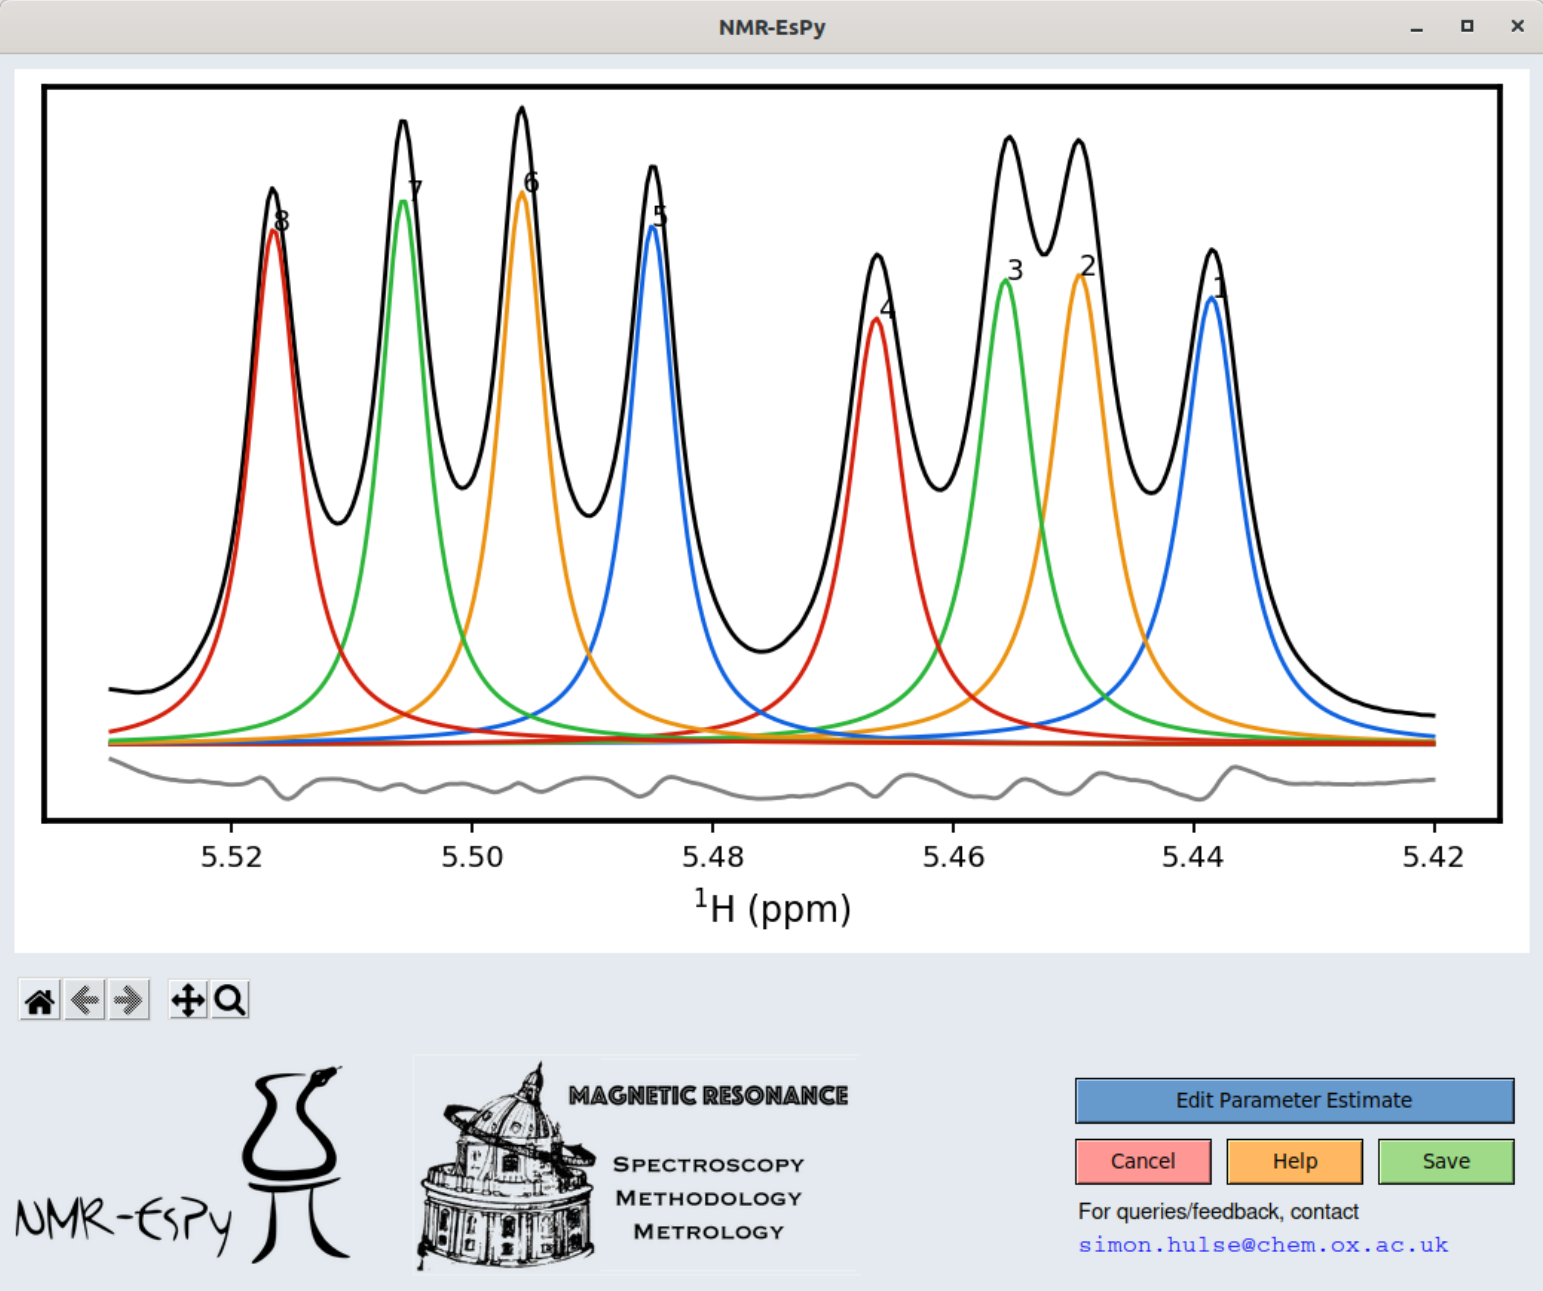 NMR-EsPy
8
7
6
5
4
3
2
1
5.52 5.50 5.48 5.46 5.44 5.42
¹H (ppm)
NMR-EsPy
MAGNETIC RESONANCE
SPECTROSCOPY
METHODOLOGY
METROLOGY
Edit Parameter Estimate
Cancel Help Save
For queries/feedback, contact
simon.hulse@chem.ox.ac.uk